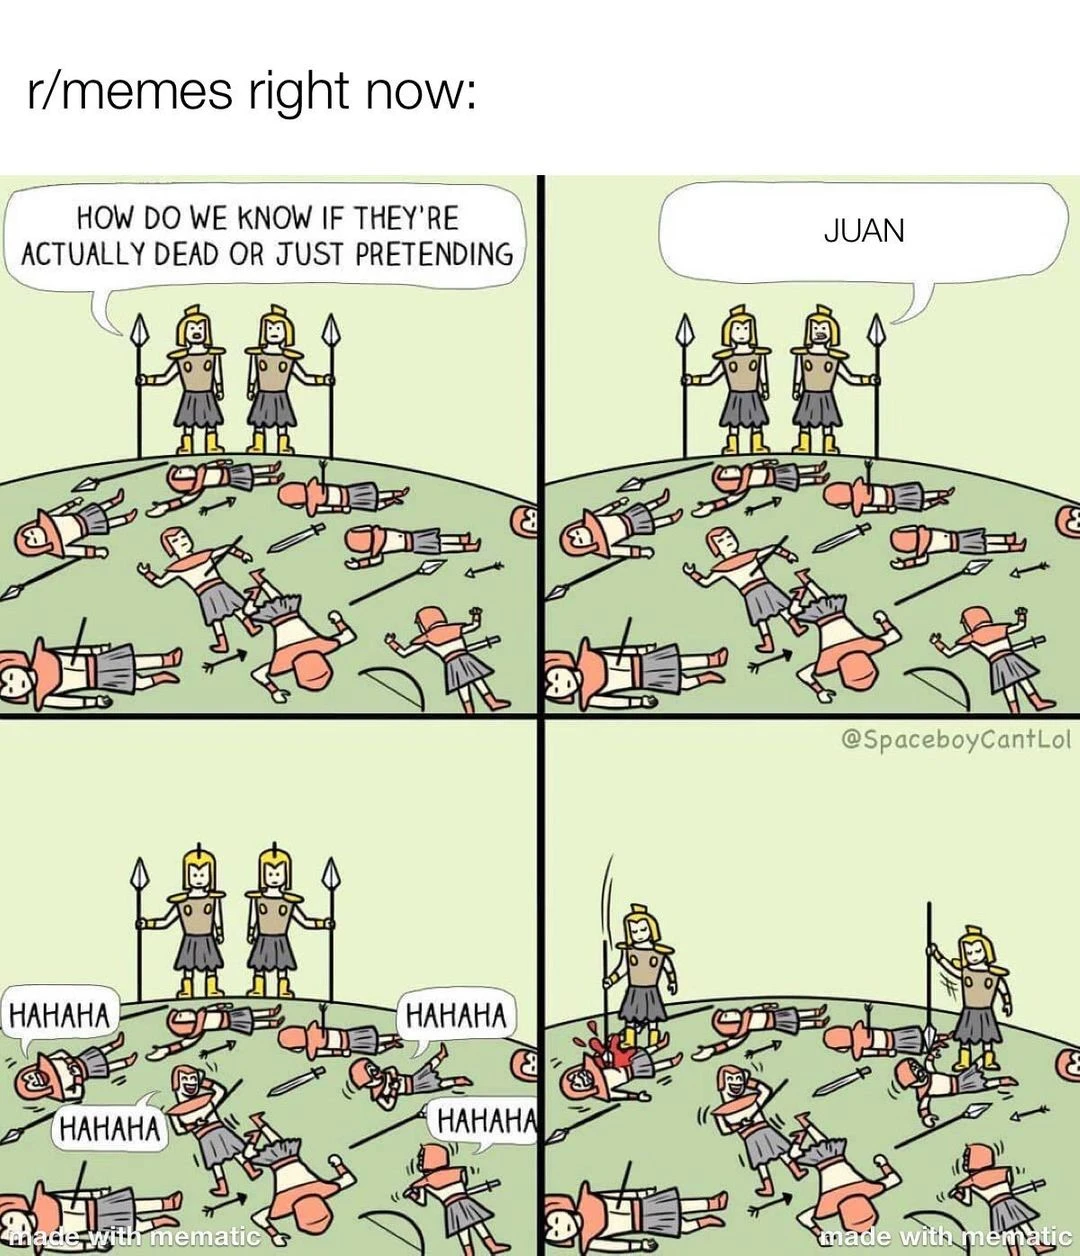 r/memes right now:
HOW DO WE KNOW IF THEY'RE
ACTUALLY DEAD OR JUST PRETENDING
JUAN
@SpaceboyCantLol
HAHAHA
HAHAHA
HAHAHA
HAHAHA
made with mematic
made with mematic